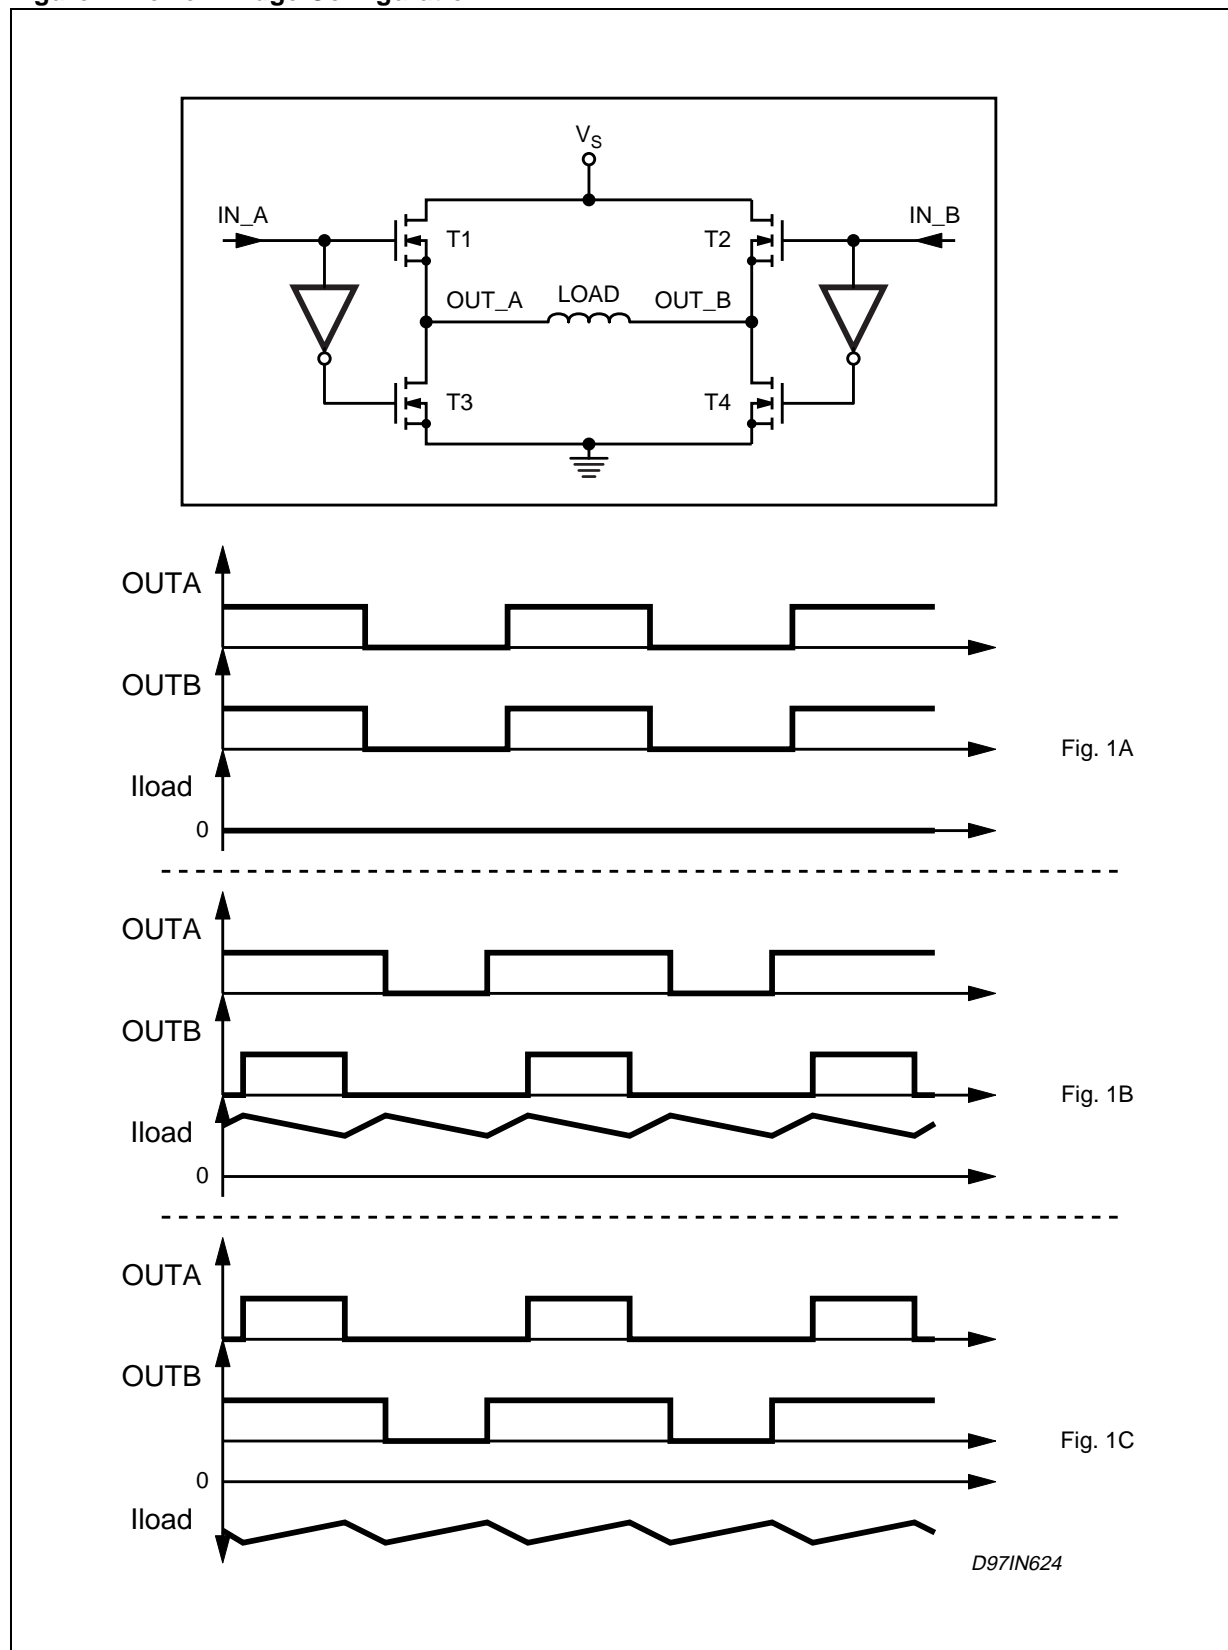 V_S
IN_A
IN_B
T1
T2
OUT_A LOAD OUT_B
T3
T4
OUTA
OUTB
Fig. 1A
Iload
0
OUTA
OUTB
Fig. 1B
Iload
0
OUTA
OUTB
Fig. 1C
0
Iload
D97IN624